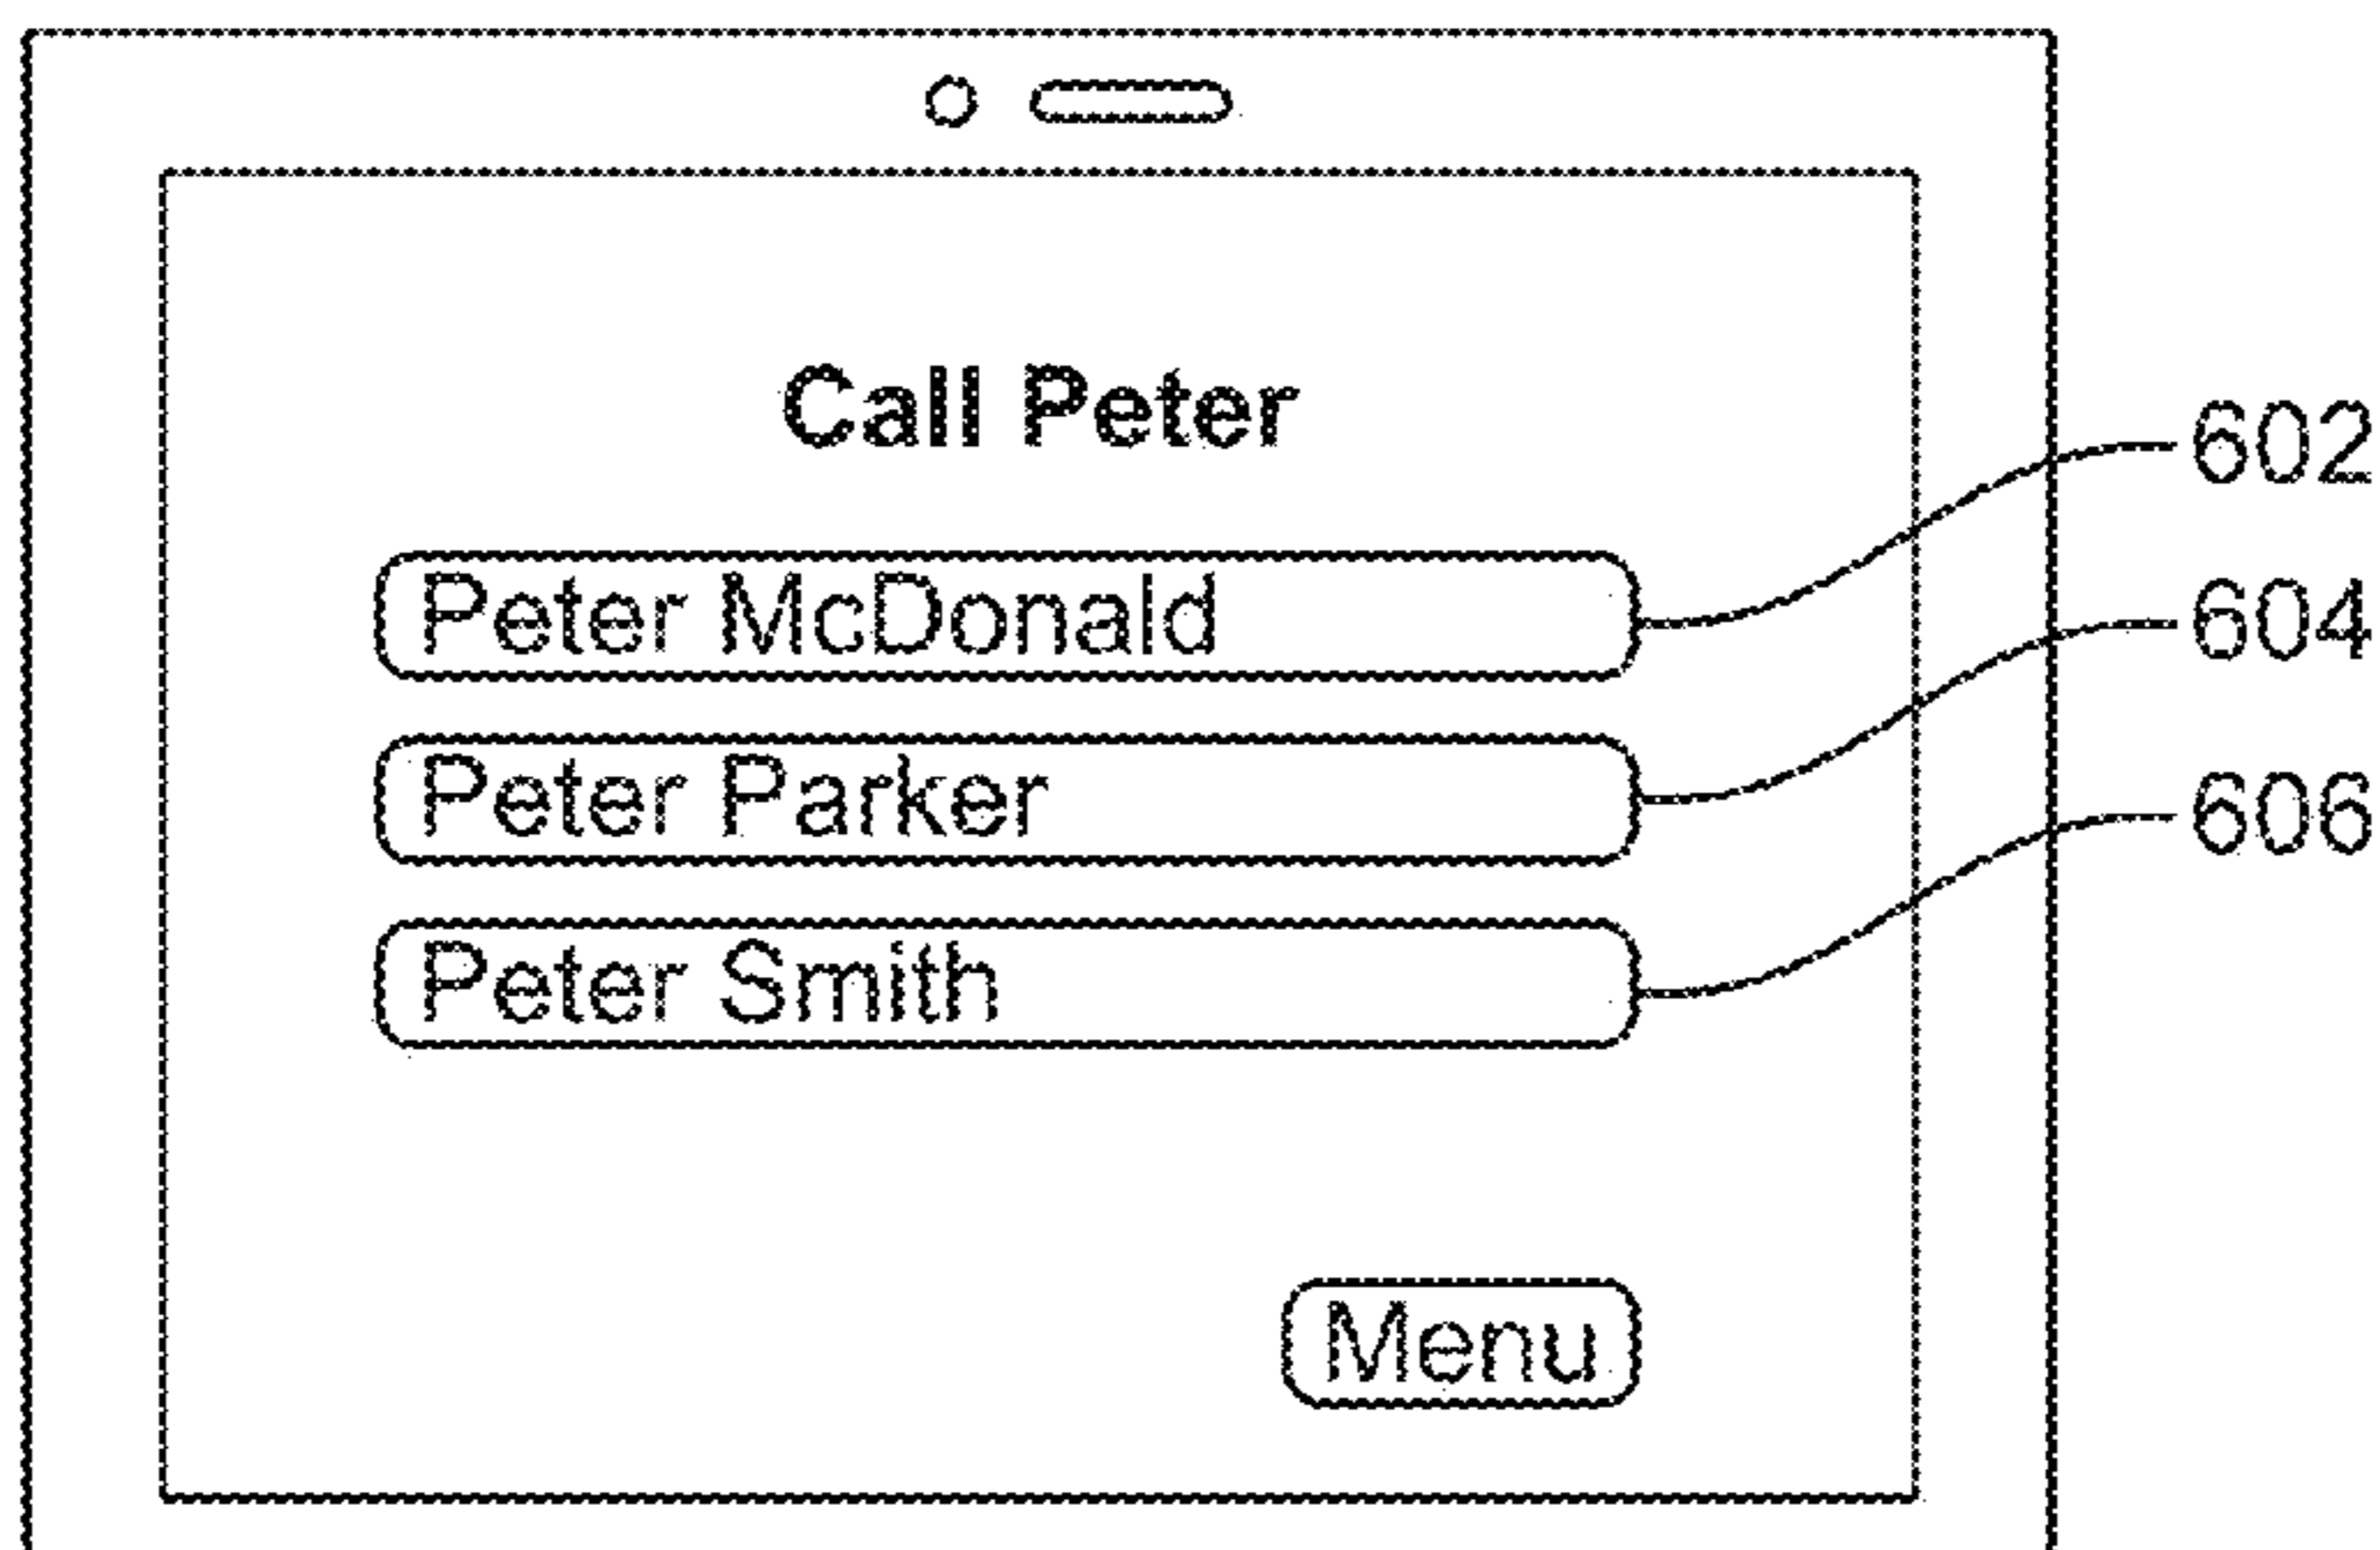 Call Peter
602
Peter McDonald
604
Peter Parker
606
Peter Smith
Menu